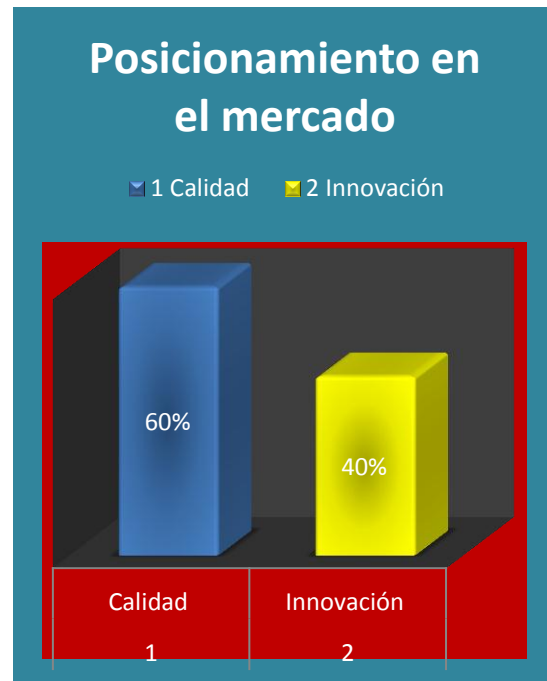 Posicionamiento en
el mercado
1 Calidad 2 Innovación
60%
40%
Calidad Innovación
1 2